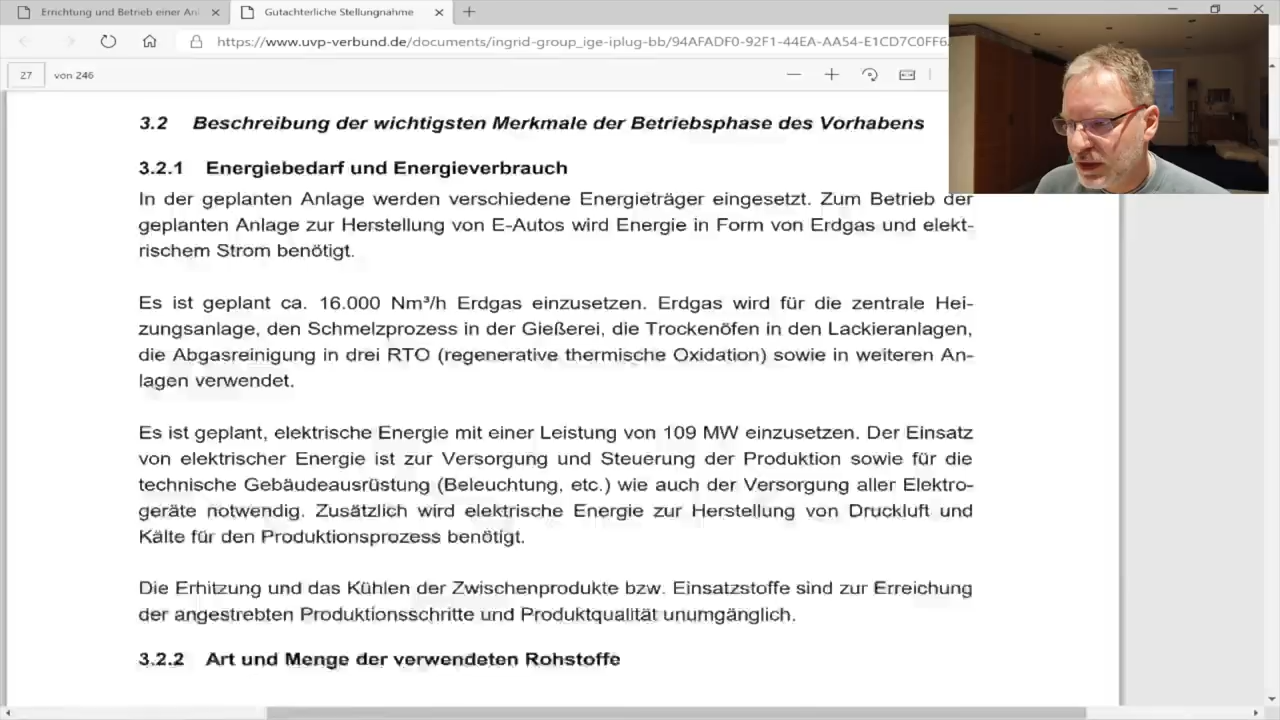 Errichtung und Betrieb einer An
Gutachterliche Stellungnahme
https://www.uvp-verbund.de/documents/ingrid-group_ige-iplug-bb/94AFADF0-92F1-44EA-AA54-E1CD7C0FF6
27 von 246
3.2 Beschreibung der wichtigsten Merkmale der Betriebsphase des Vorhabens
3.2.1 Energiebedarf und Energieverbrauch
In der geplanten Anlage werden verschiedene Energieträger eingesetzt. Zum Betrieb der
geplanten Anlage zur Herstellung von E-Autos wird Energie in Form von Erdgas und elekt-
rischem Strom benötigt.
Es ist geplant ca. 16.000 Nm³/h Erdgas einzusetzen. Erdgas wird für die zentrale Hei-
zungsanlage, den Schmelzprozess in der Gießerei, die Trockenöfen in den Lackieranlagen,
die Abgasreinigung in drei RTO (regenerative thermische Oxidation) sowie in weiteren An-
lagen verwendet.
Es ist geplant, elektrische Energie mit einer Leistung von 109 MW einzusetzen. Der Einsatz
von elektrischer Energie ist zur Versorgung und Steuerung der Produktion sowie für die
technische Gebäudeausrüstung (Beleuchtung, etc.) wie auch der Versorgung aller Elektro-
geräte notwendig. Zusätzlich wird elektrische Energie zur Herstellung von Druckluft und
Kälte für den Produktionsprozess benötigt.
Die Erhitzung und das Kühlen der Zwischenprodukte bzw. Einsatzstoffe sind zur Erreichung
der angestrebten Produktionsschritte und Produktqualität unumgänglich.
3.2.2 Art und Menge der verwendeten Rohstoffe